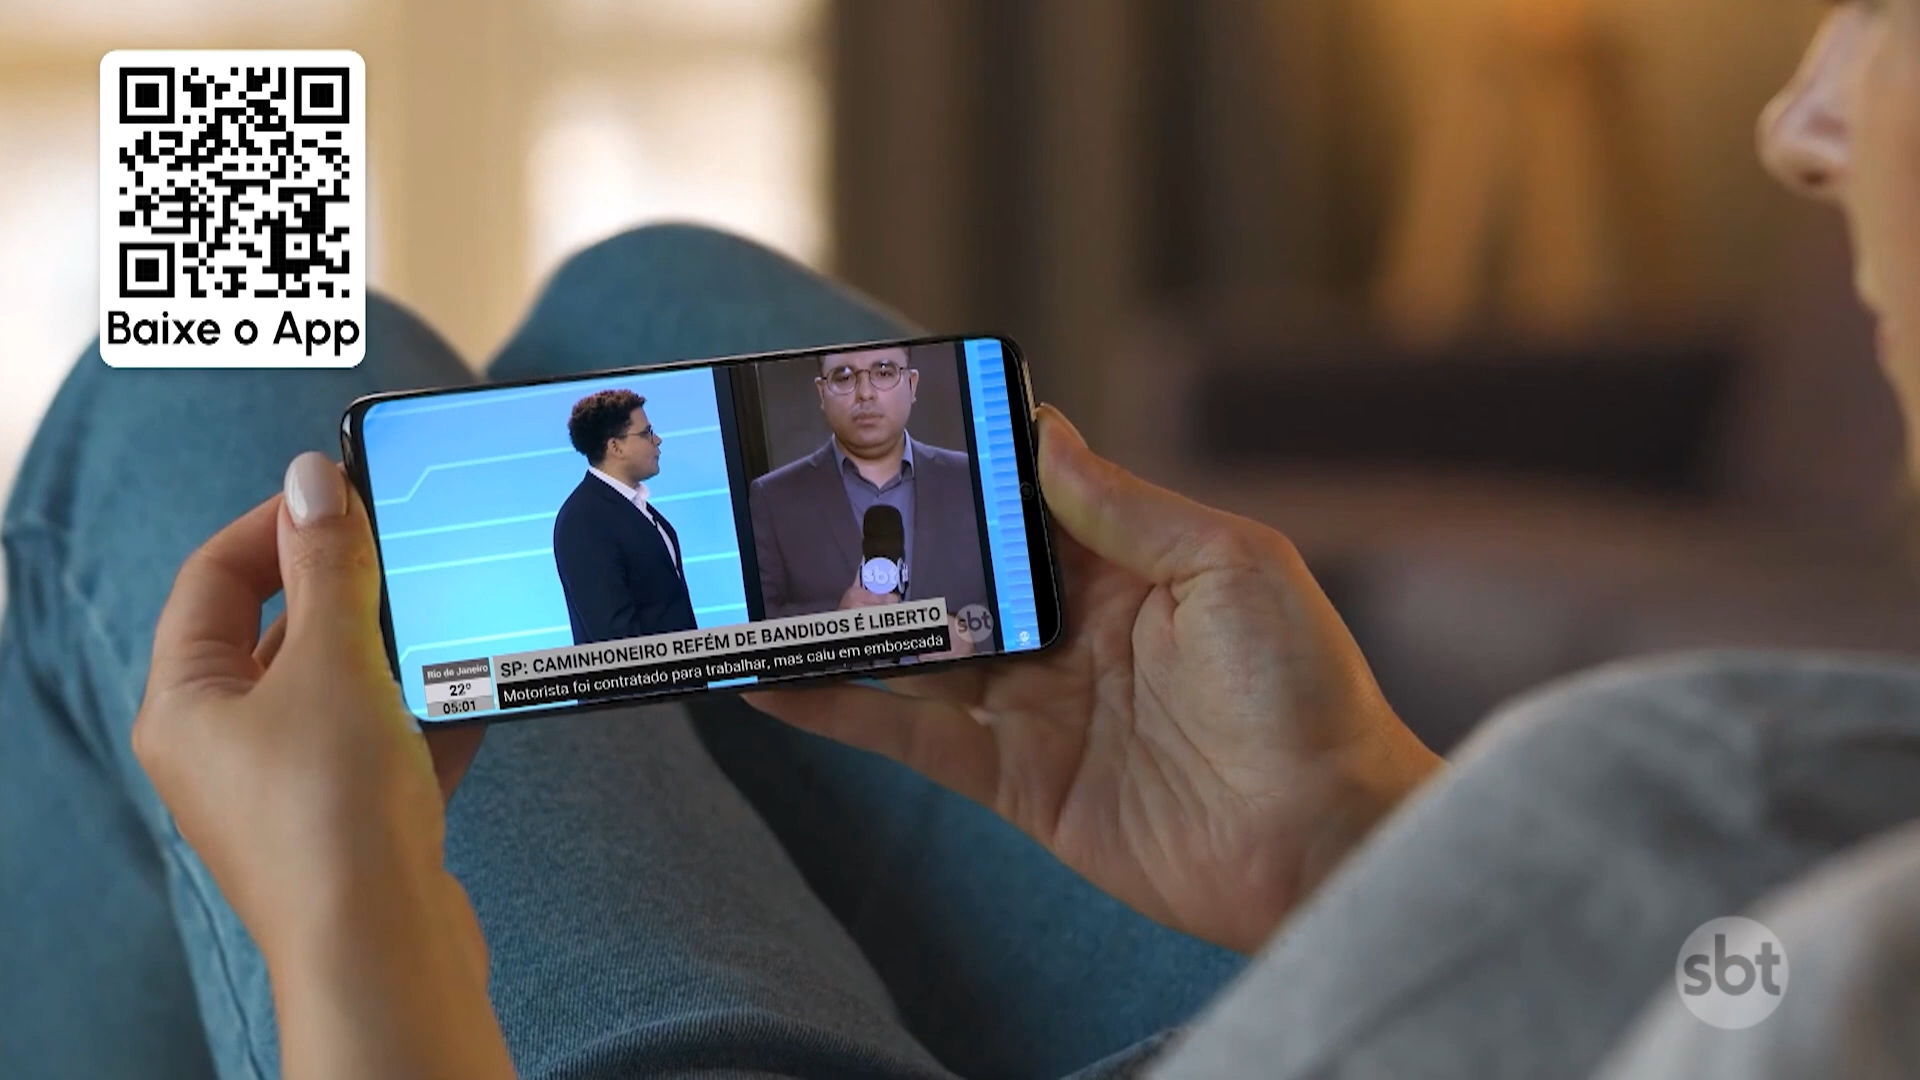 Baixe o App
sbt
SP: CAMINHONEIRO REFÉM DE BANDIDOS É LIBERTO
sbt
Rio de Janeiro
Motorista foi contratado para trabalhar, mas caiu em emboscada
22°
05:01
sbt